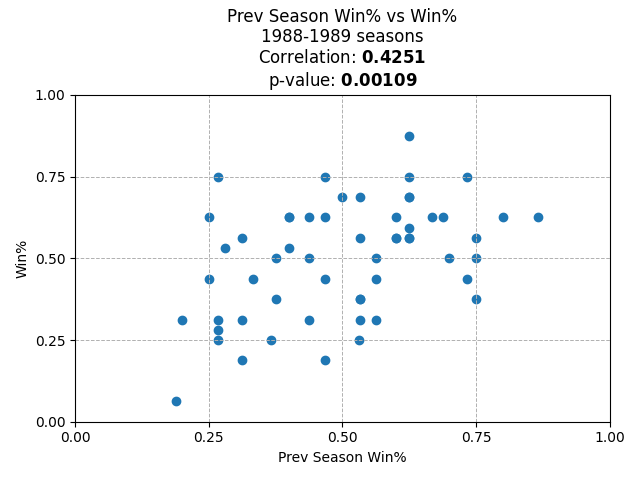 Prev Season Win% vs Win%
1988-1989 seasons
Correlation: 0.4251
p-value: 0.00109
1.00
0.75
0.50
0.25
0.00
Win%
0.00 0.25 0.50 0.75 1.00
Prev Season Win%